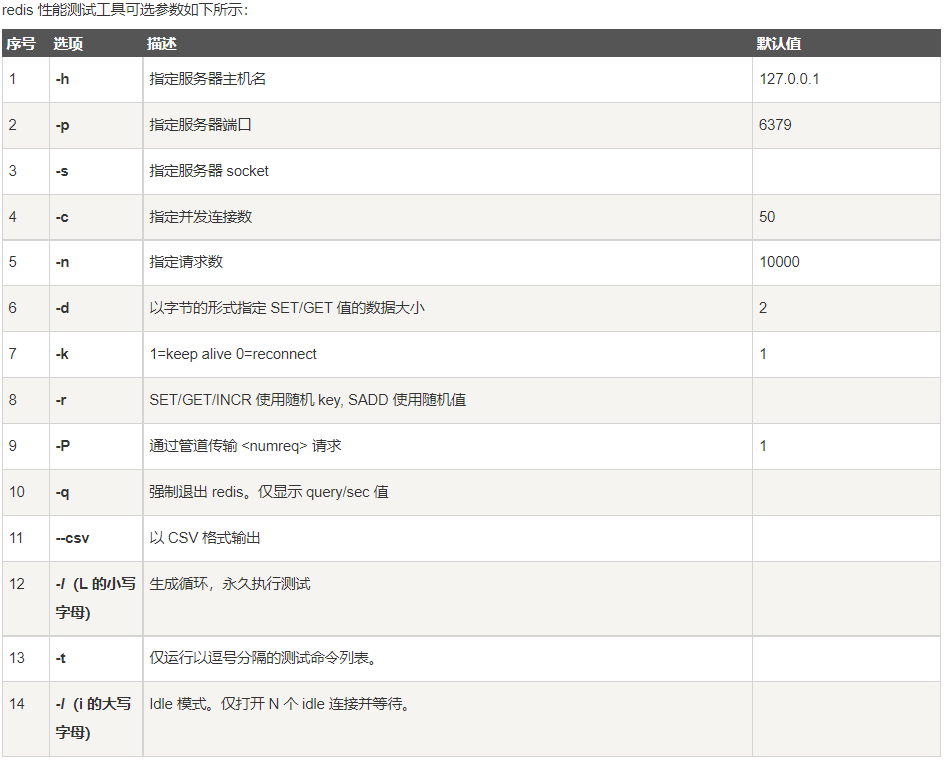 redis 性能测试工具可选参数如下所示：
序号 选项 描述 默认值
1 -h 指定服务器主机名 127.0.0.1
2 -p 指定服务器端口 6379
3 -s 指定服务器 socket
4 -c 指定并发连接数 50
5 -n 指定请求数 10000
6 -d 以字节的形式指定 SET/GET 值的数据大小 2
7 -k 1=keep alive 0=reconnect 1
8 -r SET/GET/INCR 使用随机 key, SADD 使用随机值
9 -P 通过管道传输 <numreq> 请求 1
10 -q 强制退出 redis。仅显示 query/sec 值
11 --csv 以 CSV 格式输出
12 -l（L 的小写 生成循环，永久执行测试
字母)
13 -t 仅运行以逗号分隔的测试命令列表。
14 -I（i 的大写 Idle 模式。仅打开 N 个 idle 连接并等待。
字母)